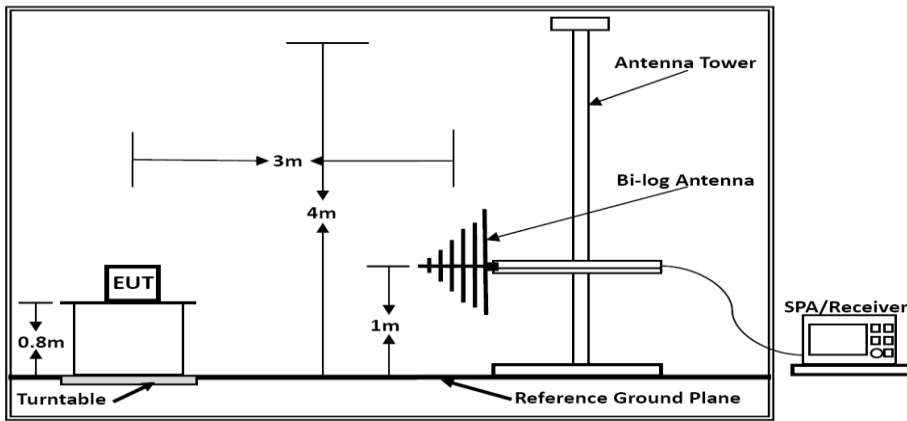 Antenna Tower
3m
Bi-log Antenna
4m
EUT
SPA/Receiver
0.8m
1m
Turntable
Reference Ground Plane